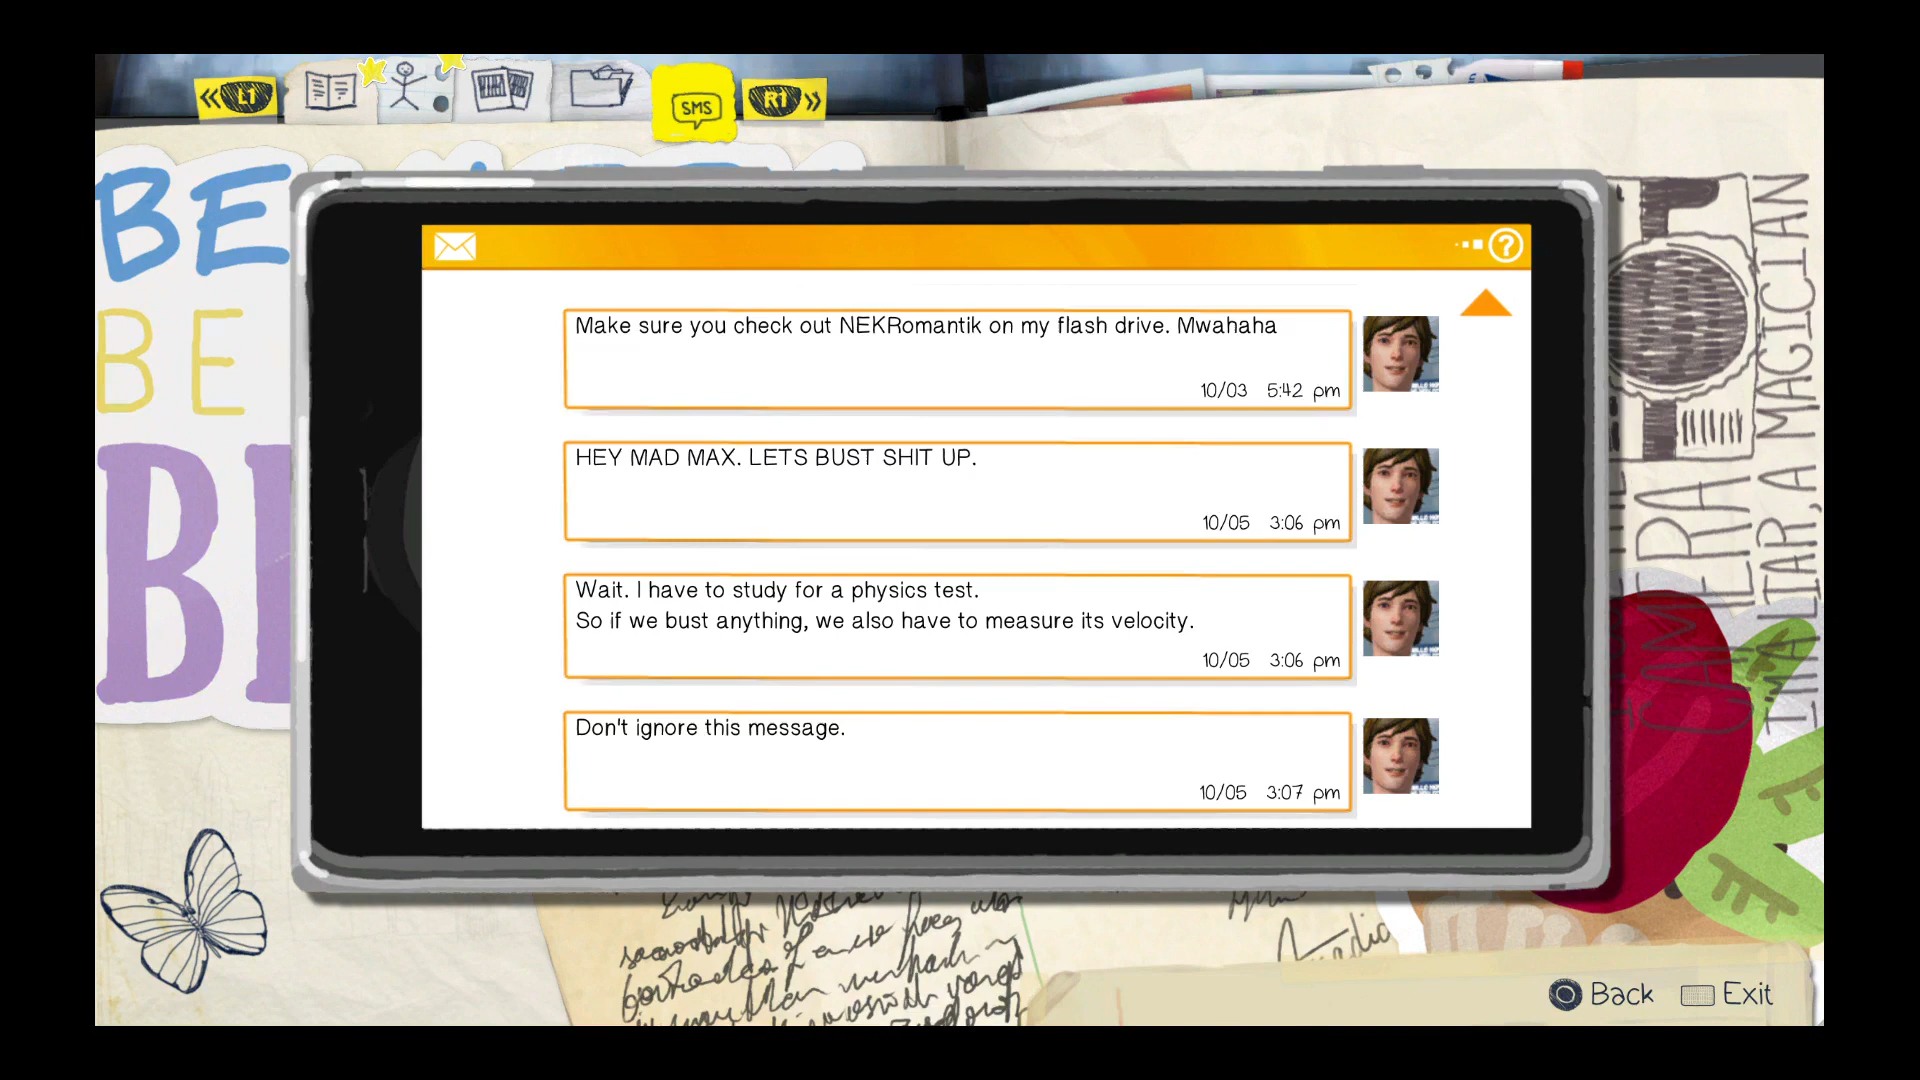 L1
SMS
R1
BE
BE
Make sure you check out NEKRomantik on my flash drive. Mwahaha
10/03 5:42 pm
HEY MAD MAX. LETS BUST SHIT UP.
10/05 3:06 pm
Wait. I have to study for a physics test.
So if we bust anything, we also have to measure its velocity.
10/05 3:06 pm
Don't ignore this message.
10/05 3:07 pm
CAMERA
I'M A LIAR, A MAGICIAN
Back
Exit